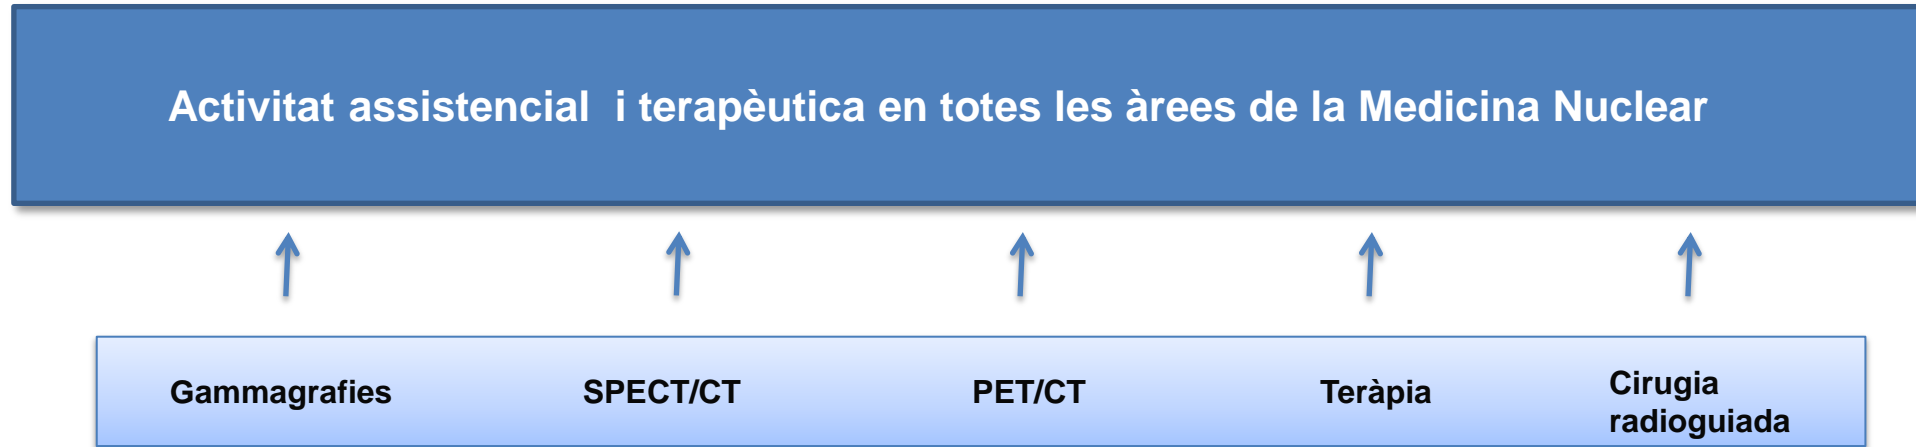 Activitat assistencial i terapèutica en totes les àrees de la Medicina Nuclear
Gammagrafies
SPECT/CT
PET/CT
Teràpia
Cirugia
radioguiada